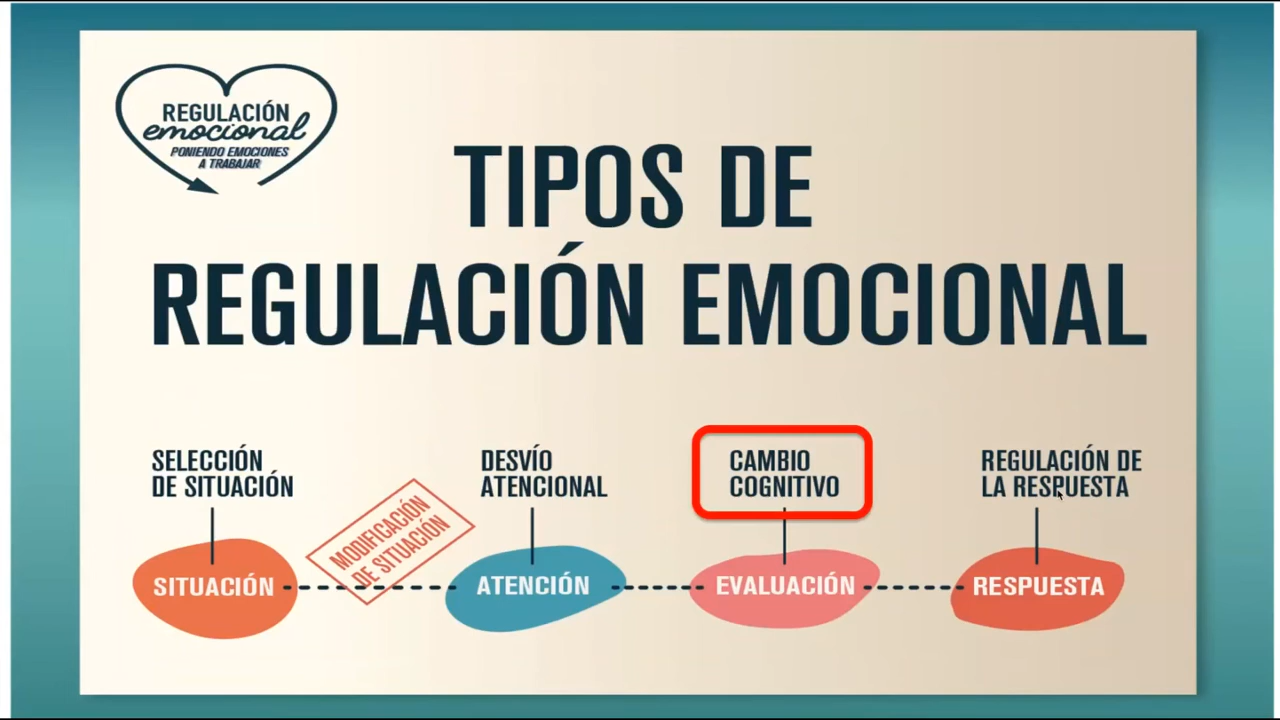 REGULACIÓN
emocional
PONIENDO EMOCIONES
A TRABAJAR
TIPOS DE
REGULACIÓN EMOCIONAL
SELECCIÓN
DE SITUACIÓN
MODIFICACIÓN
DE SITUACIÓN
DESVÍO
ATENCIONAL
CAMBIO
COGNITIVO
REGULACIÓN DE
LA RESPUESTA
SITUACIÓN
ATENCIÓN
EVALUACIÓN
RESPUESTA